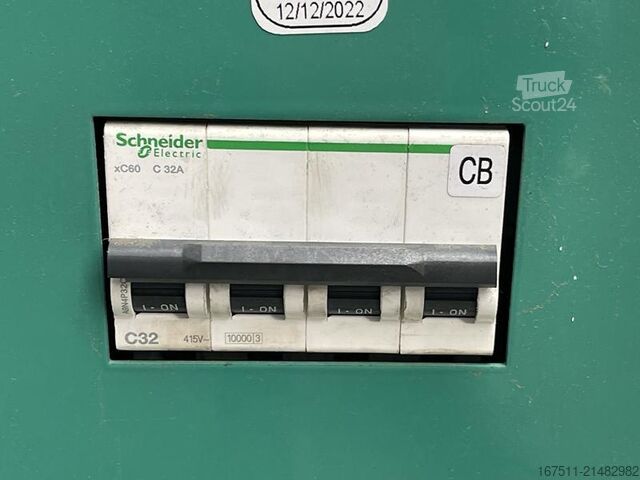 12/12/2022
Truck
Scout24
Schneider
Electric
xC60 C 32A
CB
I - ON I - ON I - ON I - ON
C32 415V~ 10000 3
167511-21482982